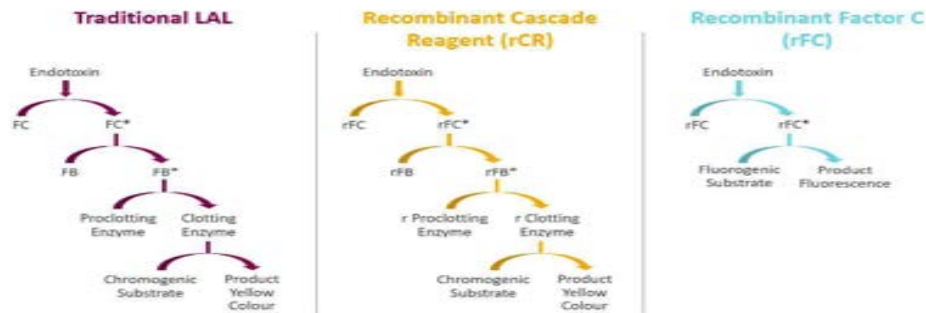 Traditional LAL
Endotoxin
FC FC*
FB FB*
Proclotting Clotting
Enzyme Enzyme
Chromogenic Product
Substrate Yellow
Colour
Recombinant Cascade
Reagent (rCR)
Endotoxin
rFC rFC*
rFB rFB*
r Proclotting r Clotting
Enzyme Enzyme
Chromogenic Product
Substrate Yellow
Colour
Recombinant Factor C
(rFC)
Endotoxin
rFC rFC*
Fluorogenic Product
Substrate Fluorescence